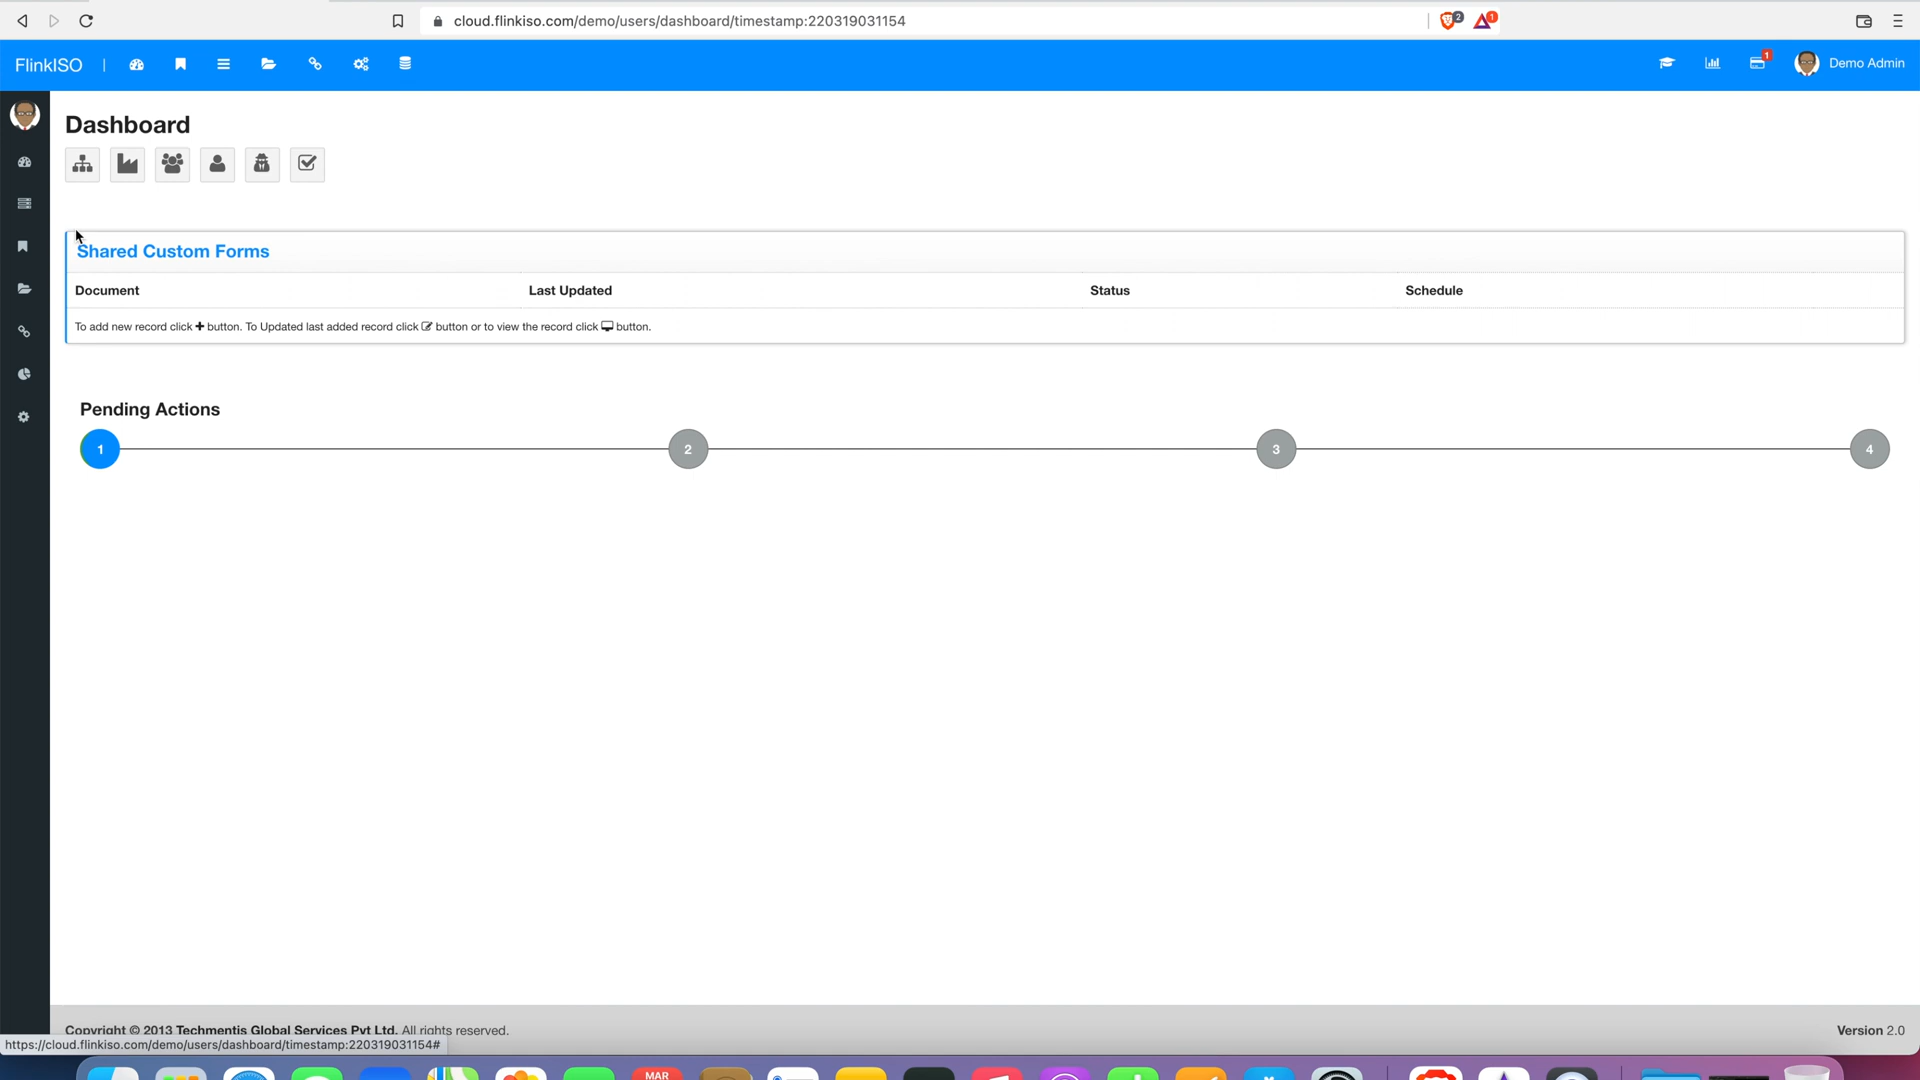 cloud.flinkiso.com/demo/users/dashboard/timestamp:220319031154
2
1
FlinkISO |
1
Demo Admin
Dashboard
Shared Custom Forms
Document Last Updated Status Schedule
To add new record click button. To Updated last added record click button or to view the record click button.
Pending Actions
1 2 3 4
Copyright © 2013 Techmentis Global Services Pvt Ltd. All rights reserved.
Version 2.0
https://cloud.flinkiso.com/demo/users/dashboard/timestamp:220319031154#
MAR